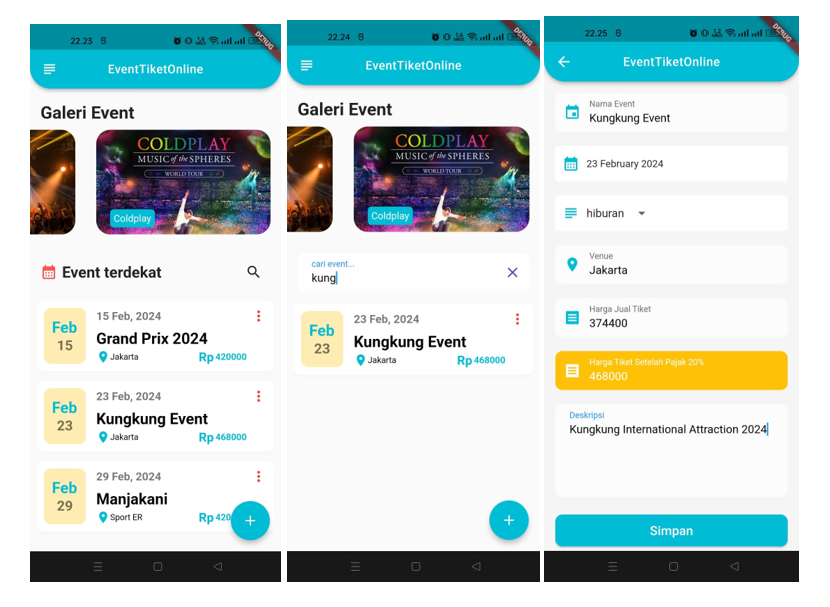 22.23
DEBUG
EventTiketOnline
Galeri Event
COLDPLAY
MUSIC of the SPHERES
WORLD TOUR
Coldplay
Event terdekat
Feb
15
15 Feb, 2024
Grand Prix 2024
Jakarta
Rp 420000
Feb
23
23 Feb, 2024
Kungkung Event
Jakarta
Rp 468000
Feb
29
29 Feb, 2024
Manjakani
Sport ER
Rp 420
+
22.24
DEBUG
EventTiketOnline
Galeri Event
COLDPLAY
MUSIC of the SPHERES
WORLD TOUR
Coldplay
cari event...
kung
Feb
23
23 Feb, 2024
Kungkung Event
Jakarta
Rp 468000
+
22.25
DEBUG
EventTiketOnline
Nama Event
Kungkung Event
23 February 2024
hiburan
Venue
Jakarta
Harga Jual Tiket
374400
Harga Tiket Setelah Pajak 20%
468000
Deskripsi
Kungkung International Attraction 2024
Simpan